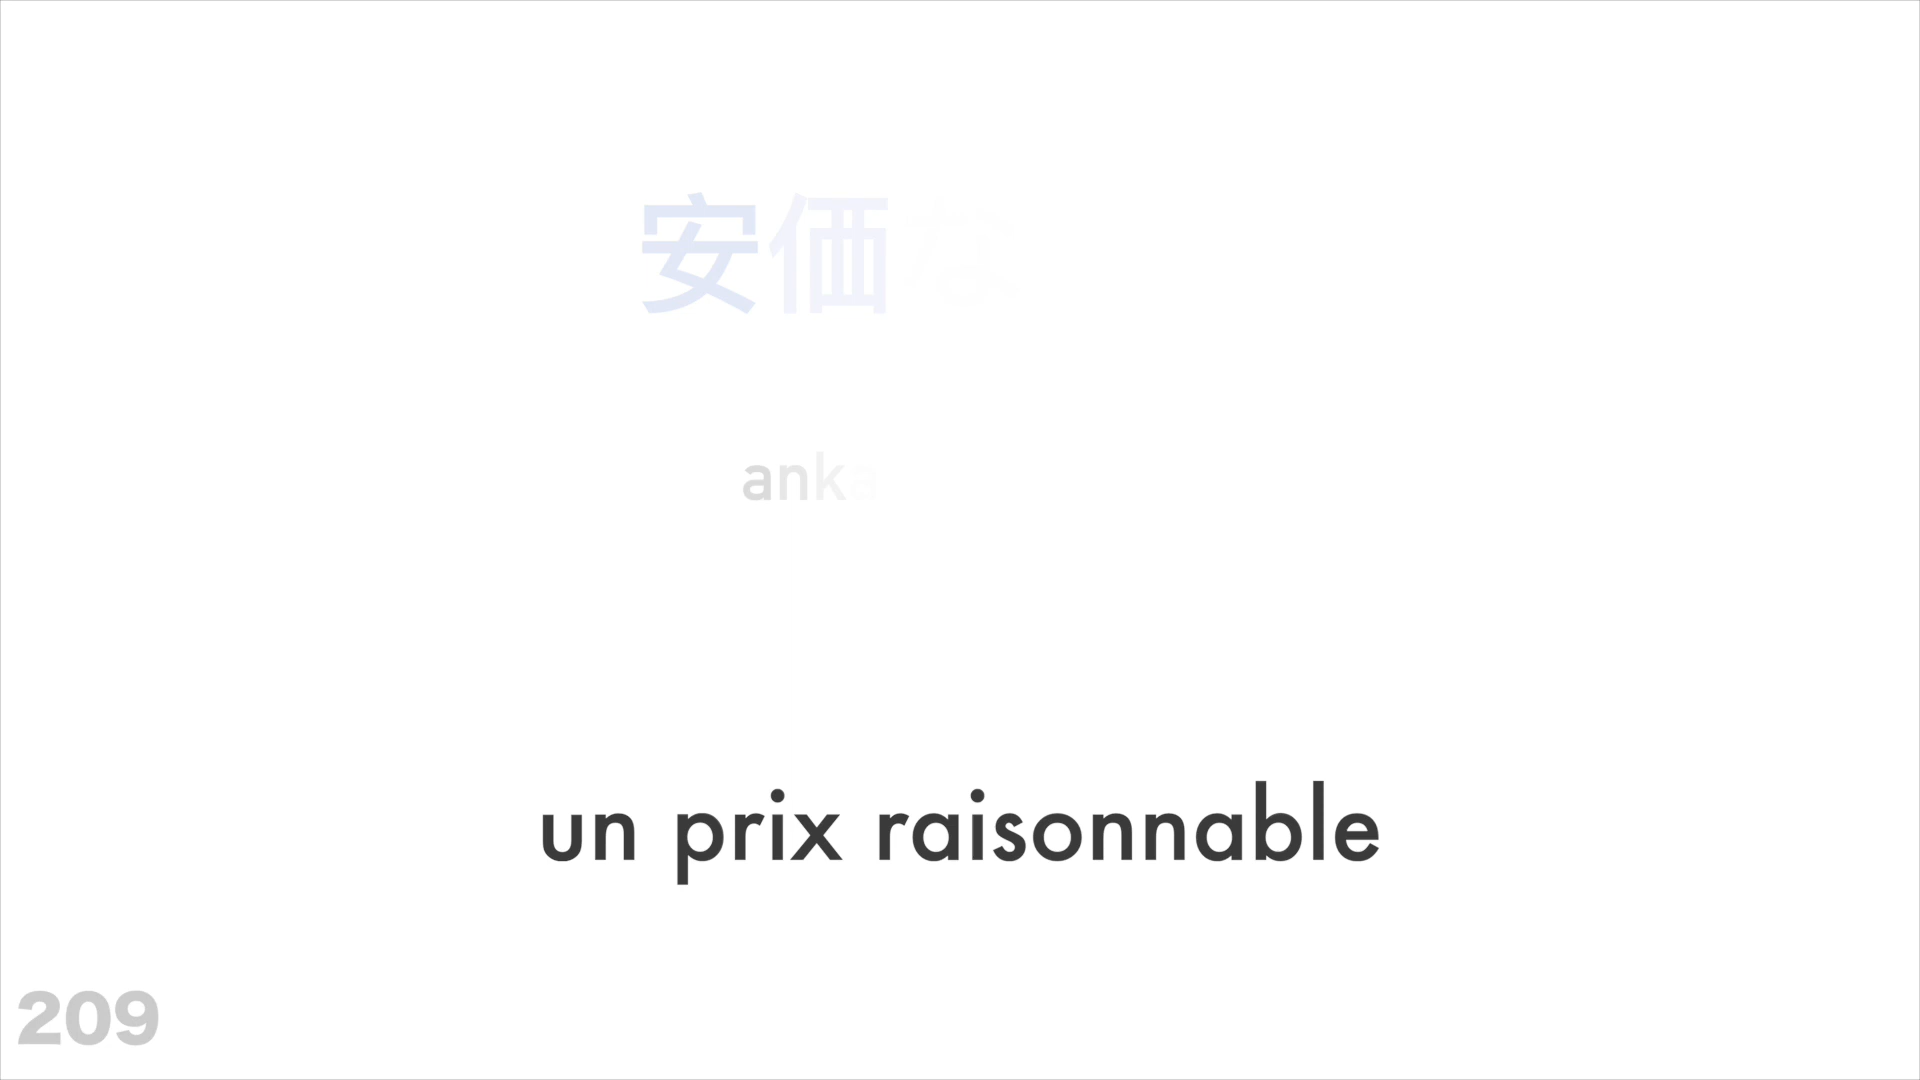 安価な
anka
un prix raisonnable
209